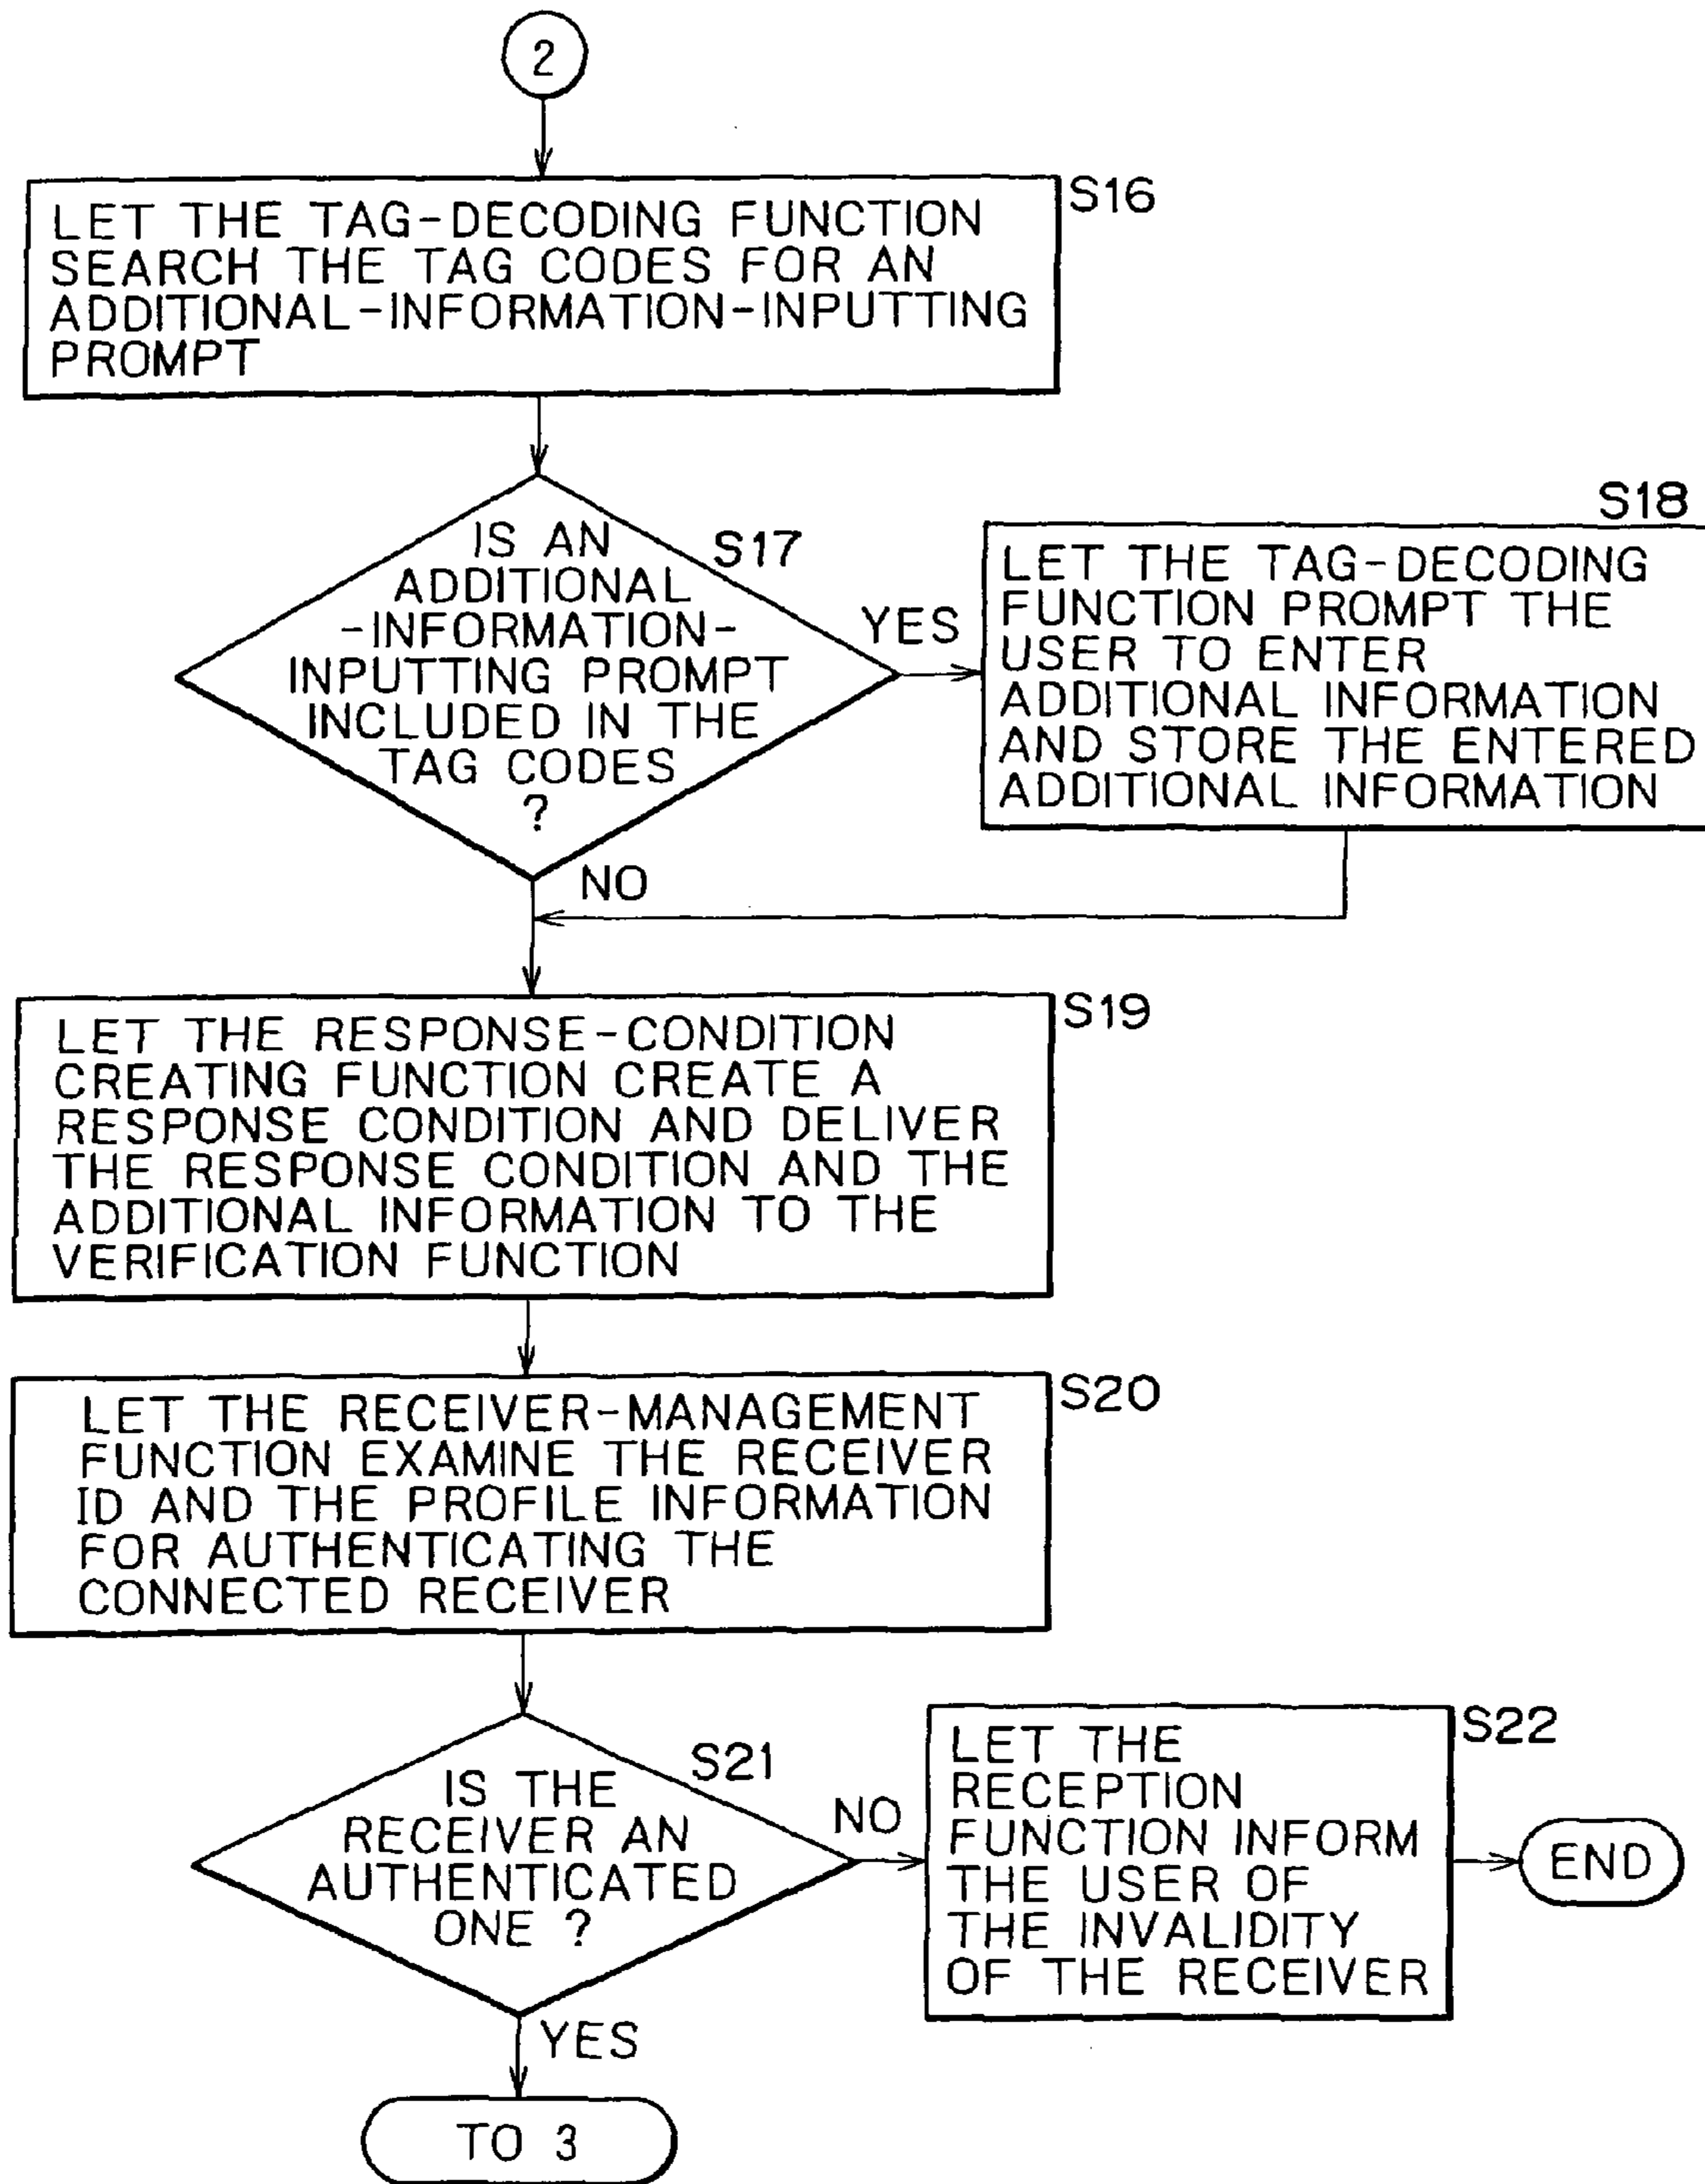 2
S16
LET THE TAG-DECODING FUNCTION
SEARCH THE TAG CODES FOR AN
ADDITIONAL-INFORMATION-INPUTTING
PROMPT
S17
IS AN
ADDITIONAL
-INFORMATION-
INPUTTING PROMPT
INCLUDED IN THE
TAG CODES
?
YES
S18
LET THE TAG-DECODING
FUNCTION PROMPT THE
USER TO ENTER
ADDITIONAL INFORMATION
AND STORE THE ENTERED
ADDITIONAL INFORMATION
NO
S19
LET THE RESPONSE-CONDITION
CREATING FUNCTION CREATE A
RESPONSE CONDITION AND DELIVER
THE RESPONSE CONDITION AND THE
ADDITIONAL INFORMATION TO THE
VERIFICATION FUNCTION
S20
LET THE RECEIVER-MANAGEMENT
FUNCTION EXAMINE THE RECEIVER
ID AND THE PROFILE INFORMATION
FOR AUTHENTICATING THE
CONNECTED RECEIVER
S21
IS THE
RECEIVER AN
AUTHENTICATED
ONE ?
NO
S22
LET THE
RECEPTION
FUNCTION INFORM
THE USER OF
THE INVALIDITY
OF THE RECEIVER
END
YES
TO 3